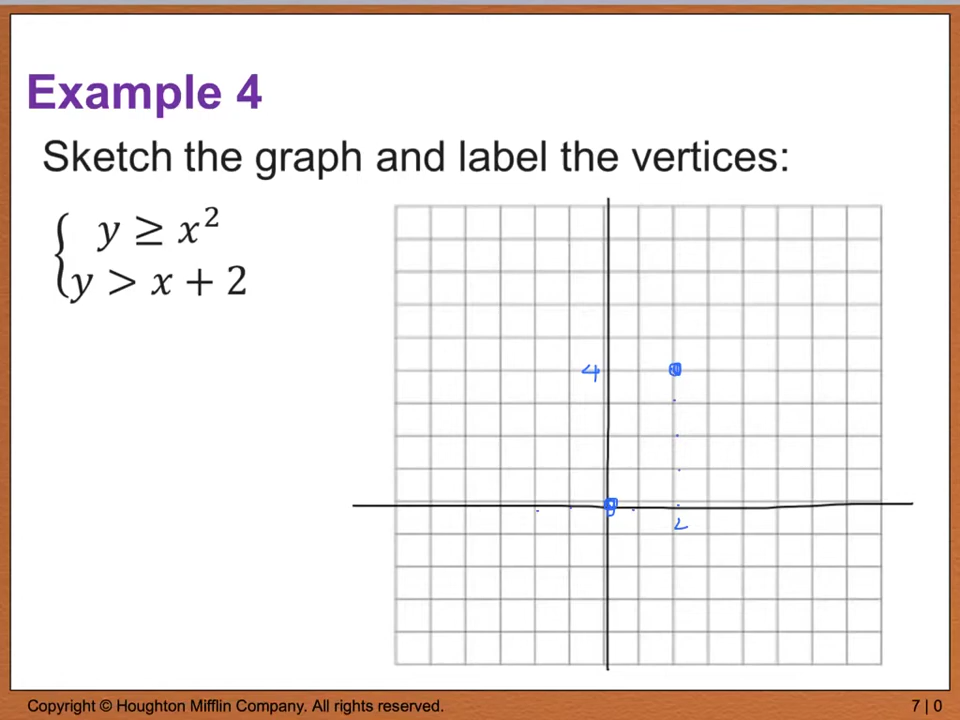 Example 4
Sketch the graph and label the vertices:
y ≥ x²
y > x + 2
4
2
Copyright © Houghton Mifflin Company. All rights reserved.
7 | 0